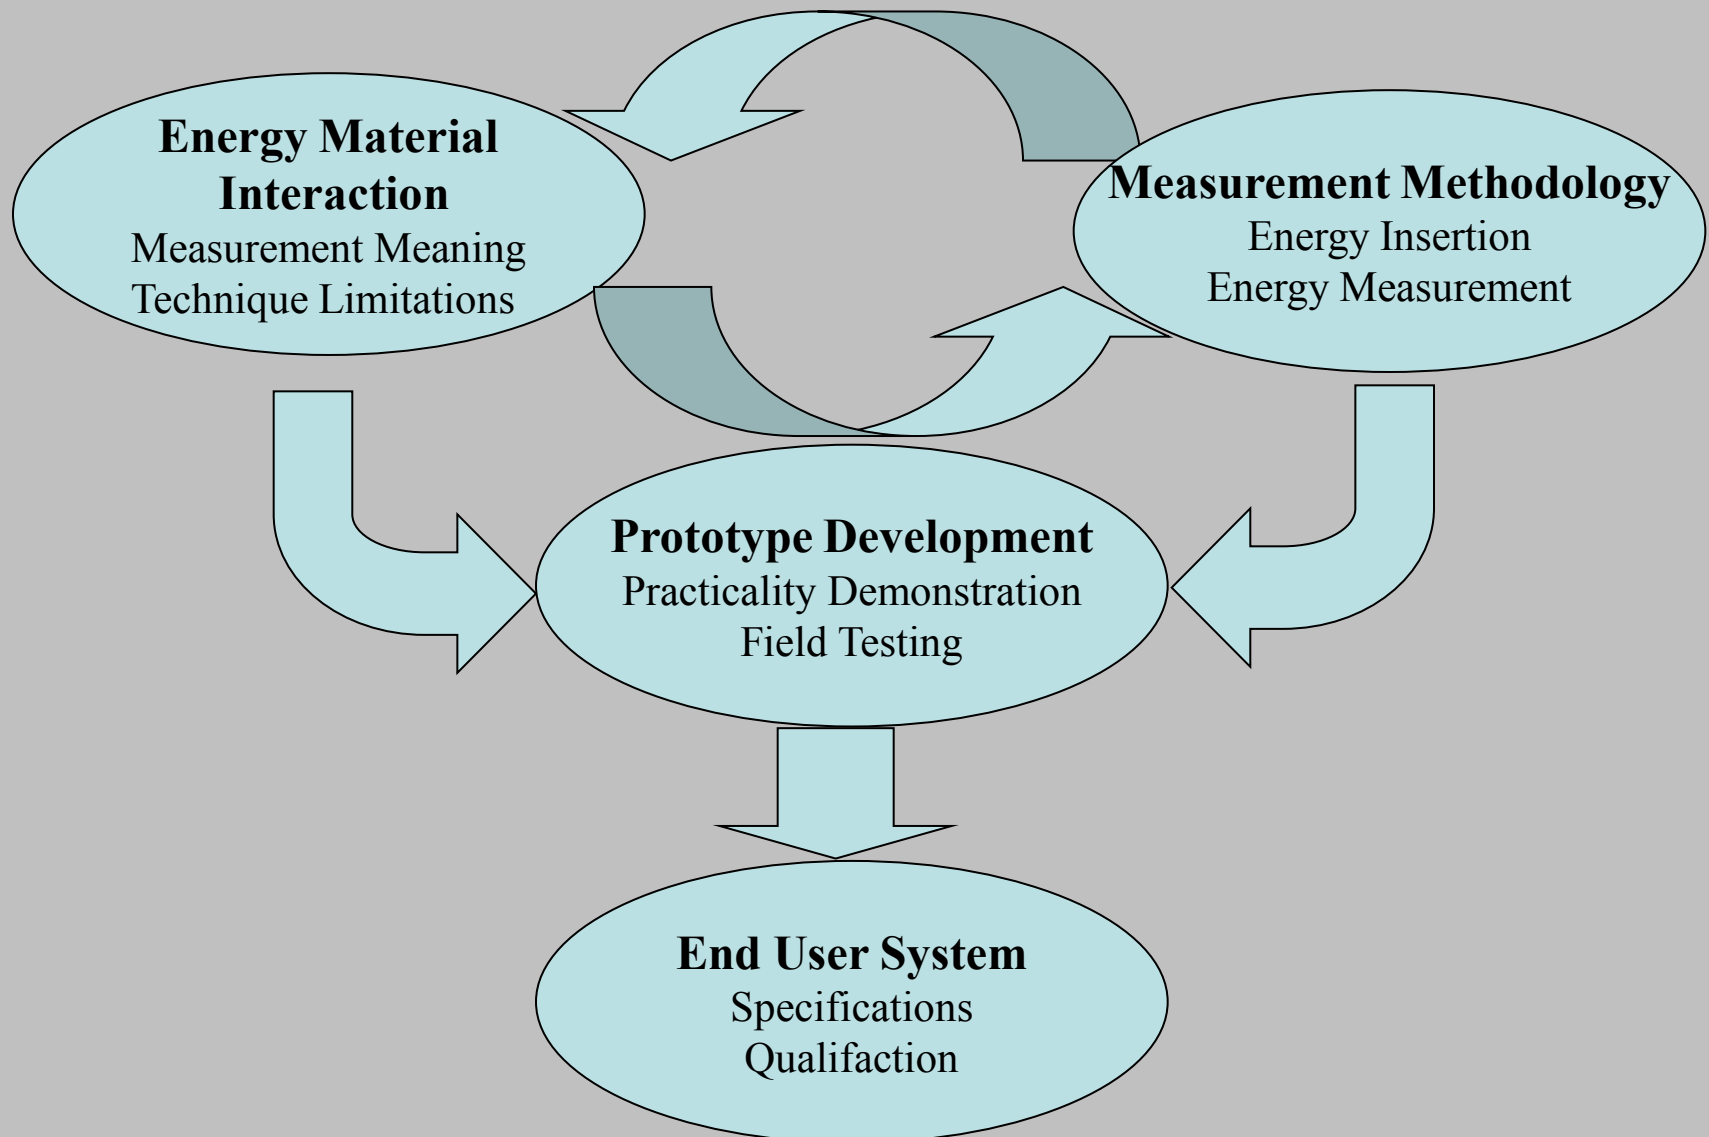 Energy Material
Interaction
Measurement Meaning
Technique Limitations
Measurement Methodology
Energy Insertion
Energy Measurement
Prototype Development
Practicality Demonstration
Field Testing
End User System
Specifications
Qualifaction